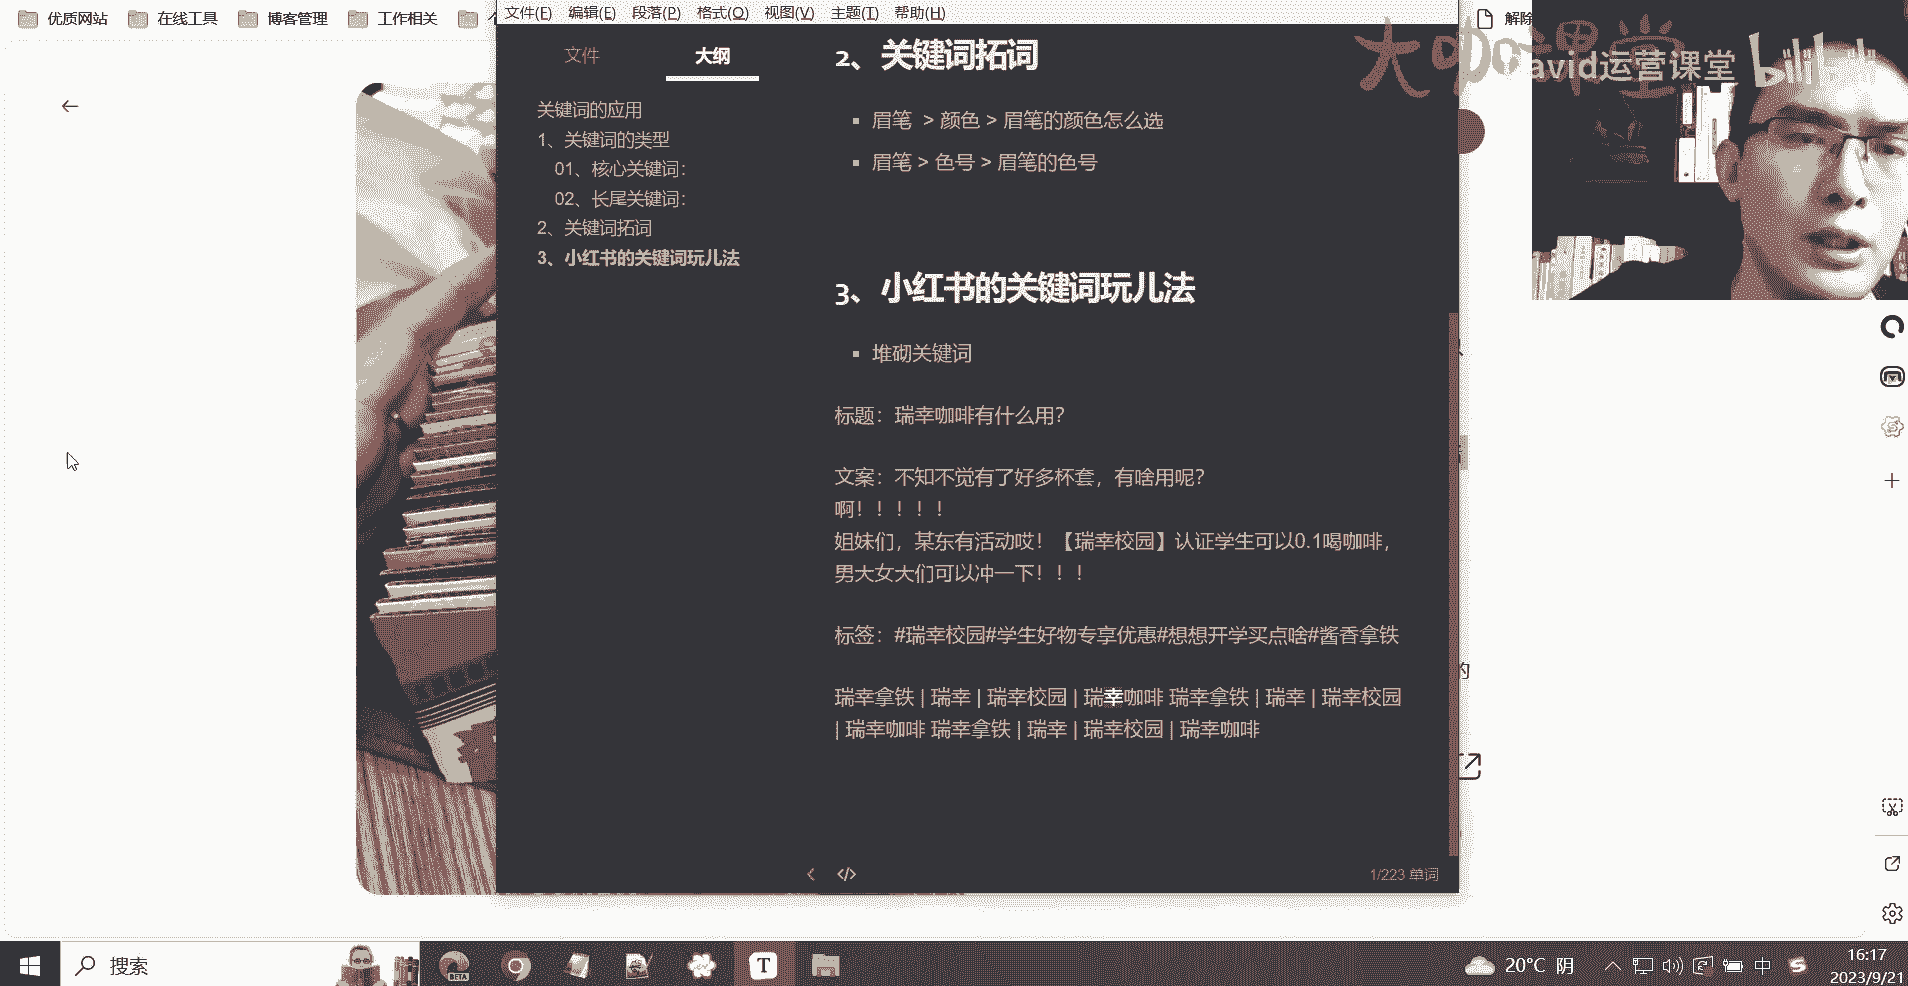 优质网站 在线工具 博客管理 工作相关
文件(F) 编辑(E) 段落(P) 格式(O) 视图(V) 主题(T) 帮助(H)
解除
大咖课堂
avid运营课堂 bilibili
文件 大纲
关键词的应用
1、关键词的类型
01、核心关键词：
02、长尾关键词：
2、关键词拓词
3、小红书的关键词玩儿法
2、关键词拓词
眉笔 > 颜色 > 眉笔的颜色怎么选
眉笔 > 色号 > 眉笔的色号
3、小红书的关键词玩儿法
堆砌关键词
标题：瑞幸咖啡有什么用？
文案：不知不觉有了好多杯套，有啥用呢？
啊！！！！！
姐妹们，某东有活动哎！【瑞幸校园】认证学生可以0.1喝咖啡，
男大女大们可以冲一下！！！
标签：#瑞幸校园#学生好物专享优惠#想想开学买点啥#酱香拿铁
瑞幸拿铁 | 瑞幸 | 瑞幸校园 | 瑞幸咖啡 瑞幸拿铁 | 瑞幸 | 瑞幸校园
| 瑞幸咖啡 瑞幸拿铁 | 瑞幸 | 瑞幸校园 | 瑞幸咖啡
的
1/223 单词
搜索
BETA
T
20°C 阴
中
16:17
2023/9/21